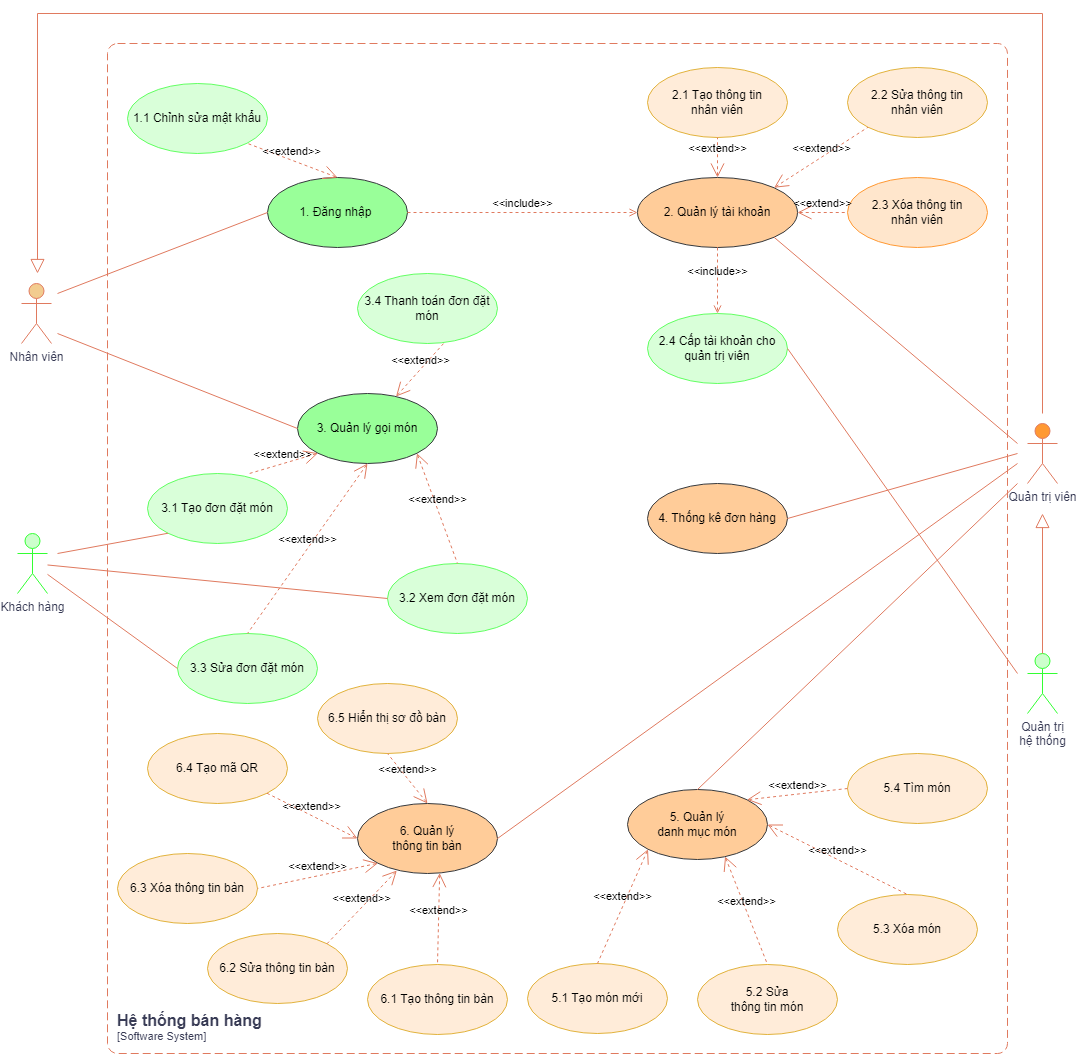 2.1 Tạo thông tin
nhân viên
2.2 Sửa thông tin
nhân viên
1.1 Chỉnh sửa mật khẩu
<<extend>>
<<extend>>
<<extend>>
1. Đăng nhập
<<include>>
2. Quản lý tài khoản
<<extend>>
2.3 Xóa thông tin
nhân viên
<<include>>
3.4 Thanh toán đơn đặt
món
Nhân viên
2.4 Cấp tài khoản cho
quản trị viên
<<extend>>
3. Quản lý gọi món
<<extend>>
<<extend>>
Quản trị viên
3.1 Tạo đơn đặt món
4. Thống kê đơn hàng
<<extend>>
Khách hàng
3.2 Xem đơn đặt món
3.3 Sửa đơn đặt món
6.5 Hiển thị sơ đồ bàn
Quản trị
hệ thống
6.4 Tạo mã QR
<<extend>>
<<extend>>
5.4 Tìm món
<<extend>>
6. Quản lý
thông tin bàn
5. Quản lý
danh mục món
<<extend>>
<<extend>>
6.3 Xóa thông tin bàn
<<extend>>
<<extend>>
<<extend>>
<<extend>>
5.3 Xóa món
6.2 Sửa thông tin bàn
6.1 Tạo thông tin bàn
5.1 Tạo món mới
5.2 Sửa
thông tin món
Hệ thống bán hàng
[Software System]